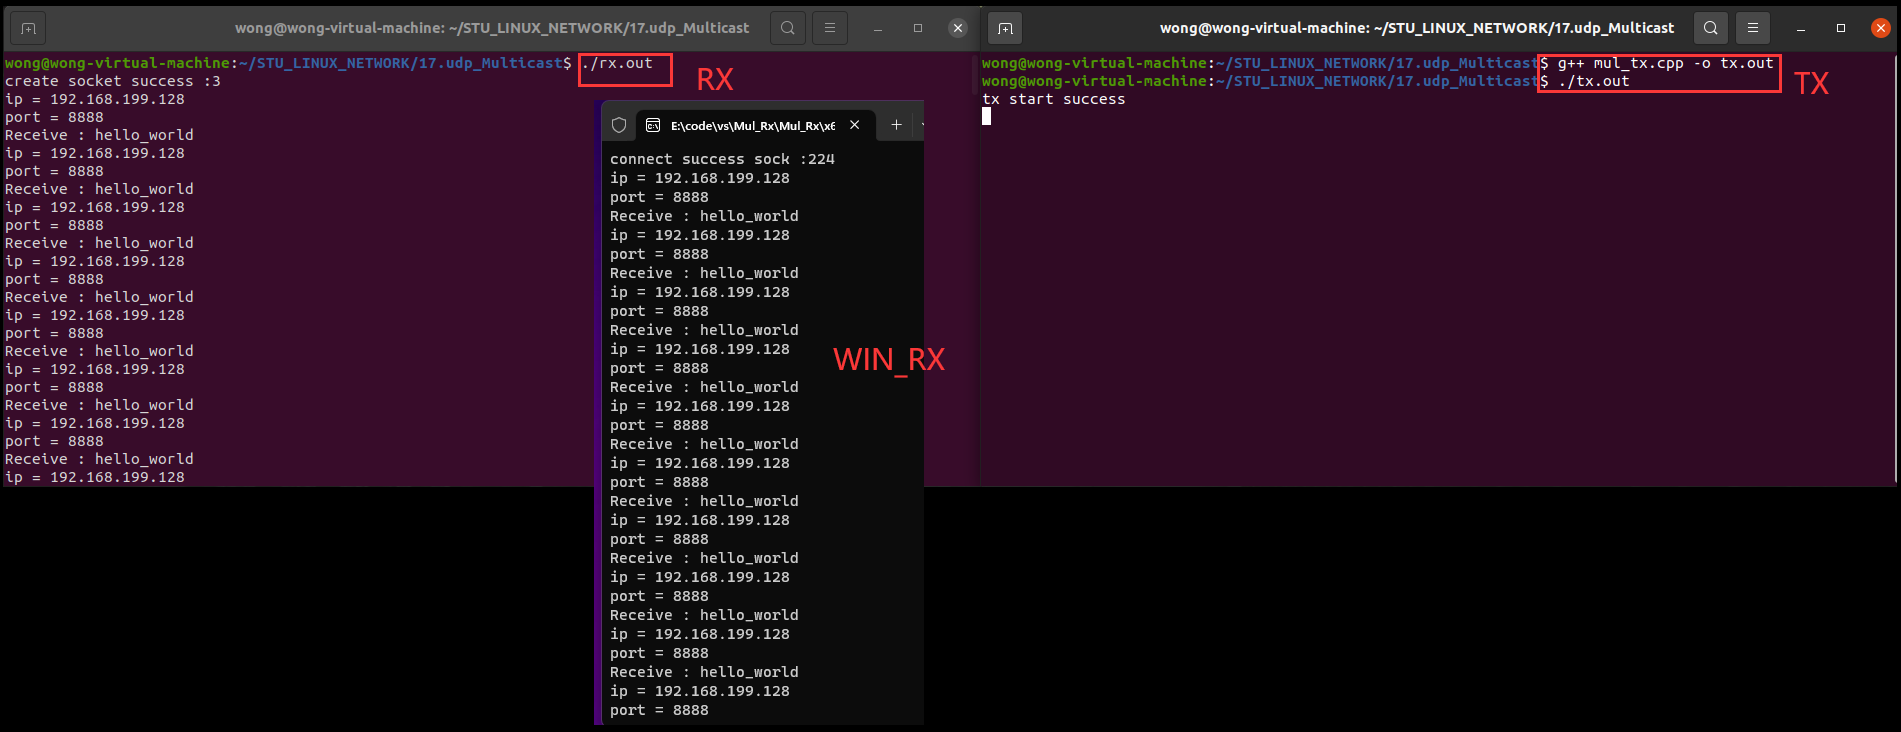 wong@wong-virtual-machine: ~/STU_LINUX_NETWORK/17.udp_Multicast
wong@wong-virtual-machine:~/STU_LINUX_NETWORK/17.udp_Multicast$ ./rx.out
RX
create socket success :3
ip = 192.168.199.128
port = 8888
Receive : hello_world
ip = 192.168.199.128
port = 8888
Receive : hello_world
ip = 192.168.199.128
port = 8888
Receive : hello_world
ip = 192.168.199.128
port = 8888
Receive : hello_world
ip = 192.168.199.128
port = 8888
Receive : hello_world
ip = 192.168.199.128
port = 8888
Receive : hello_world
ip = 192.168.199.128
port = 8888
Receive : hello_world
ip = 192.168.199.128
E:\code\vs\Mul_Rx\Mul_Rx\x6
connect success sock :224
ip = 192.168.199.128
port = 8888
Receive : hello_world
ip = 192.168.199.128
port = 8888
Receive : hello_world
ip = 192.168.199.128
port = 8888
Receive : hello_world
ip = 192.168.199.128
port = 8888
Receive : hello_world
ip = 192.168.199.128
port = 8888
Receive : hello_world
ip = 192.168.199.128
port = 8888
Receive : hello_world
ip = 192.168.199.128
port = 8888
Receive : hello_world
ip = 192.168.199.128
port = 8888
Receive : hello_world
ip = 192.168.199.128
port = 8888
Receive : hello_world
ip = 192.168.199.128
port = 8888
WIN_RX
wong@wong-virtual-machine: ~/STU_LINUX_NETWORK/17.udp_Multicast
wong@wong-virtual-machine:~/STU_LINUX_NETWORK/17.udp_Multicast$ g++ mul_tx.cpp -o tx.out
wong@wong-virtual-machine:~/STU_LINUX_NETWORK/17.udp_Multicast$ ./tx.out
TX
tx start success